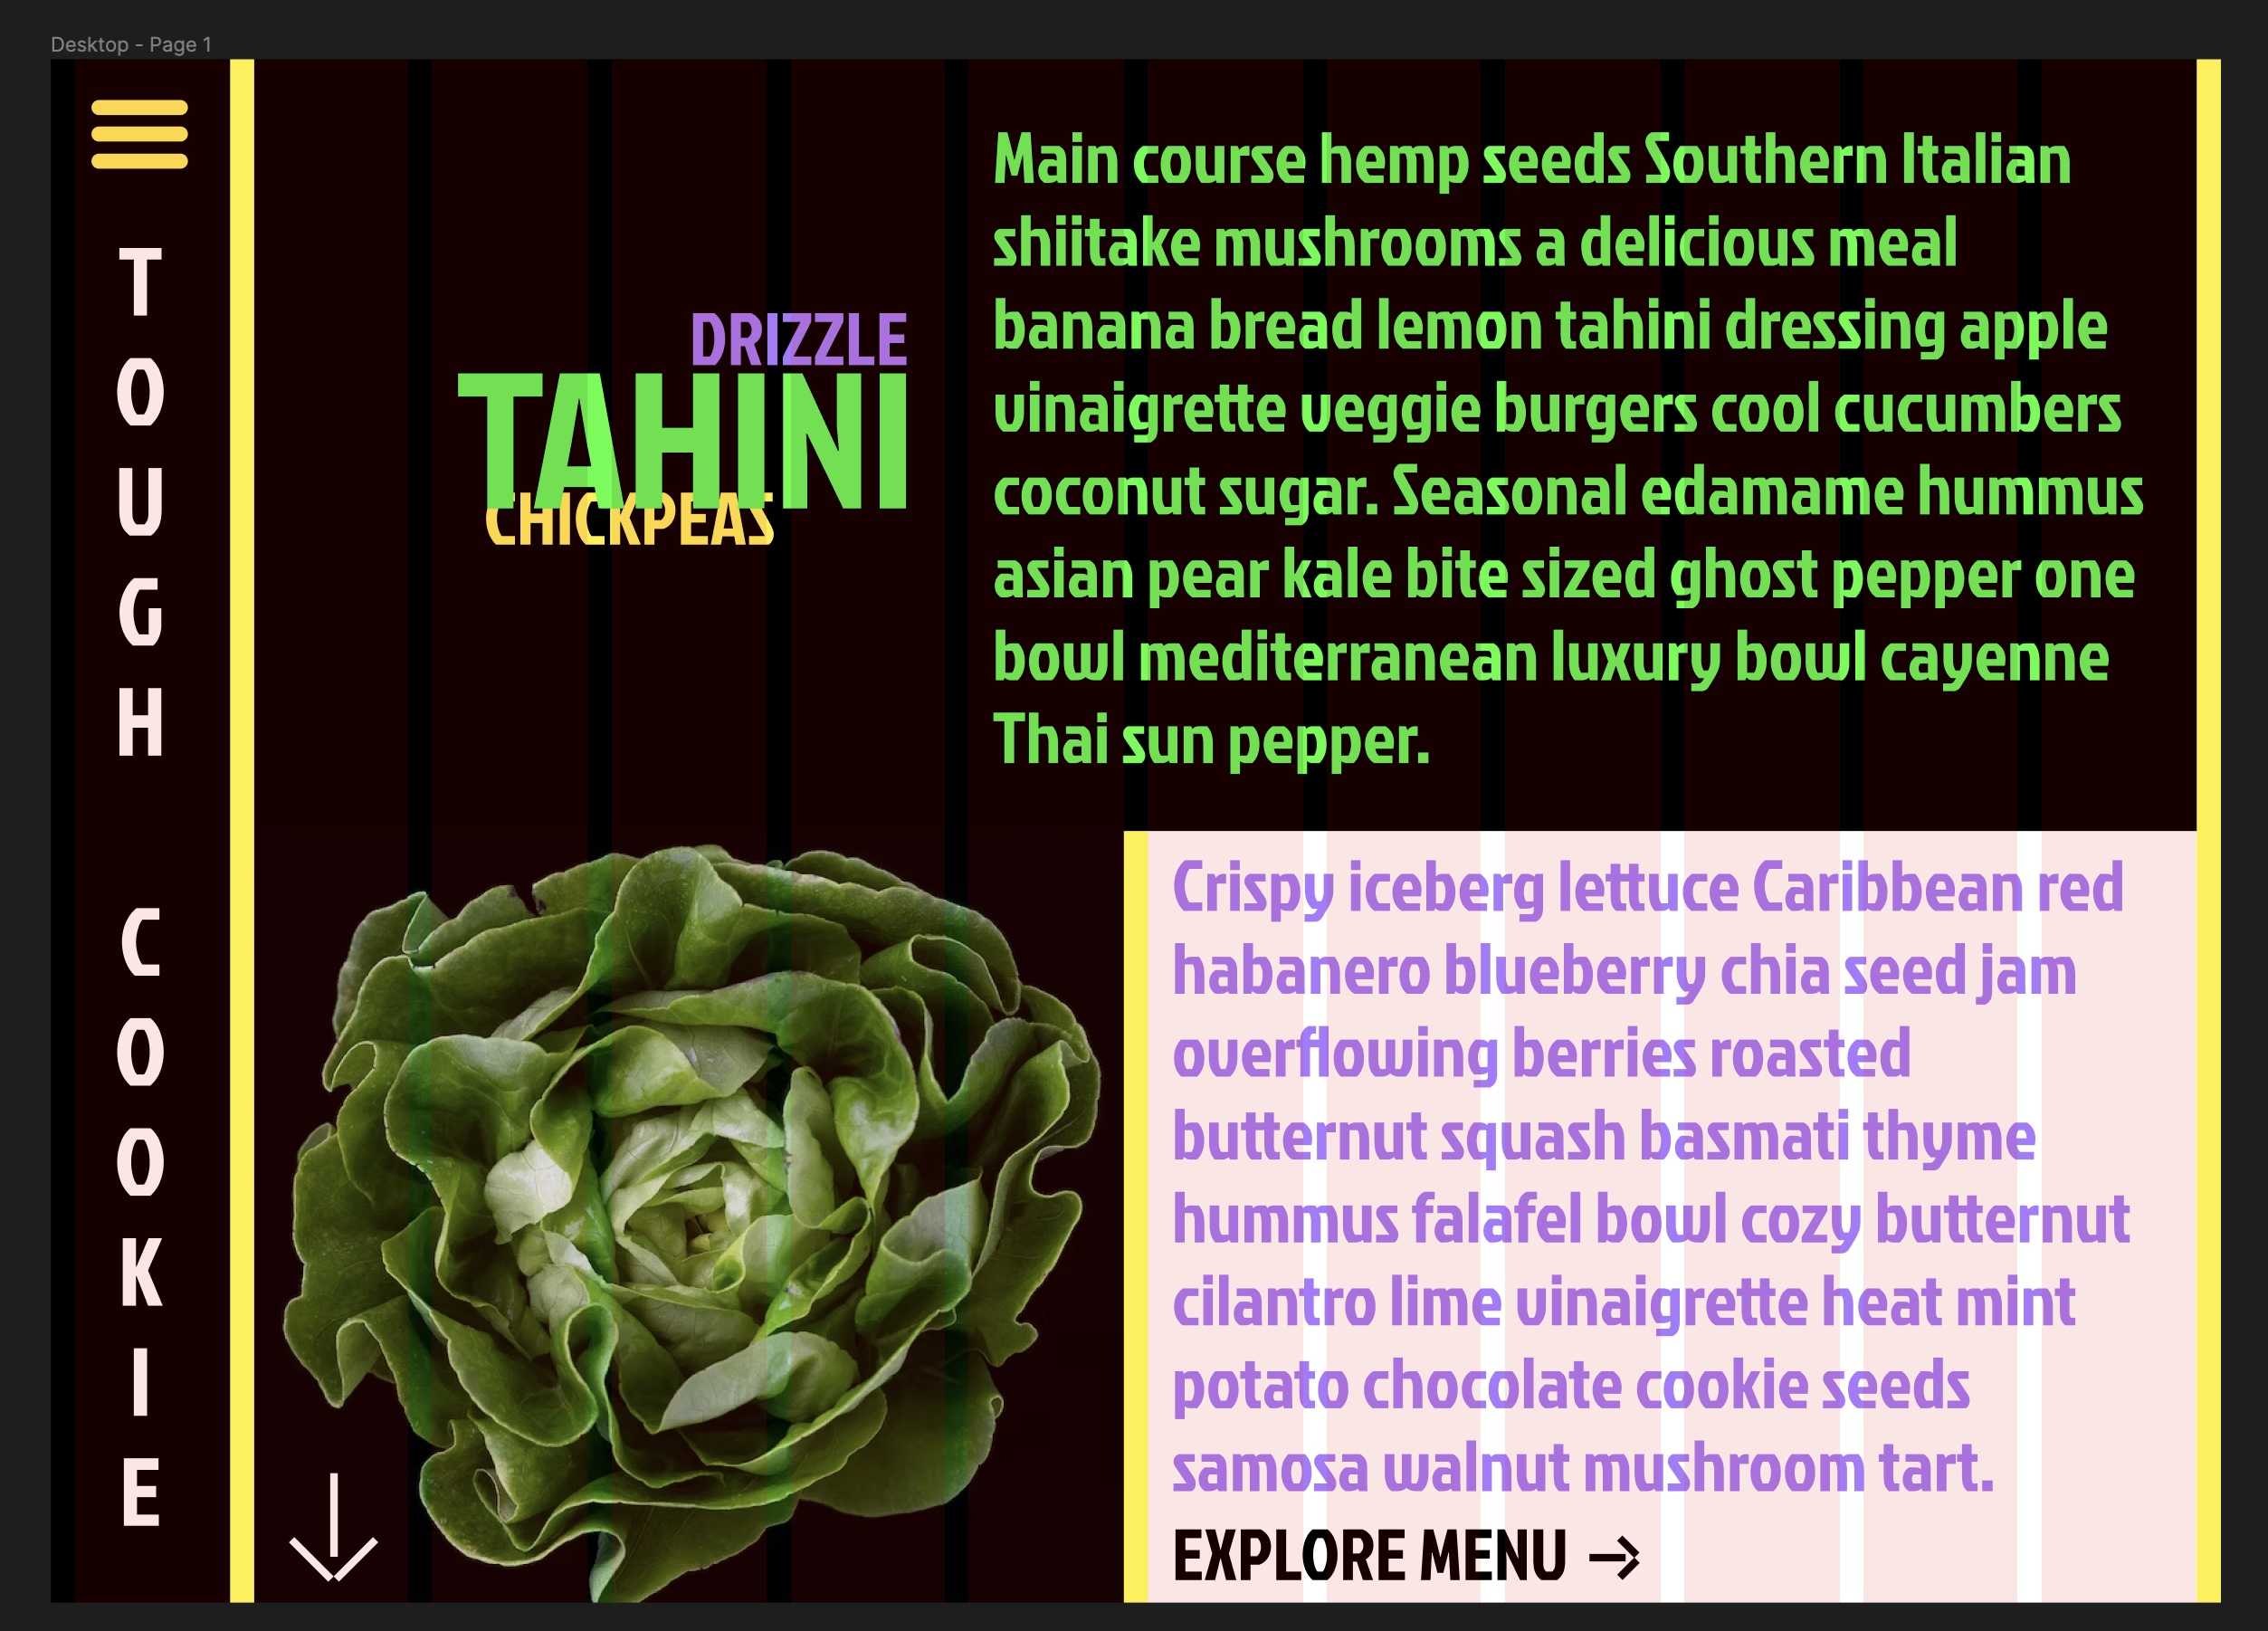 Desktop - Page 1
TOUGH COOKIE
DRIZZLE
TAHINI
CHICKPEAS
Main course hemp seeds Southern Italian
shiitake mushrooms a delicious meal
banana bread lemon tahini dressing apple
vinaigrette veggie burgers cool cucumbers
coconut sugar. Seasonal edamame hummus
asian pear kale bite sized ghost pepper one
bowl mediterranean luxury bowl cayenne
Thai sun pepper.
Crispy iceberg lettuce Caribbean red
habanero blueberry chia seed jam
overflowing berries roasted
butternut squash basmati thyme
hummus falafel bowl cozy butternut
cilantro lime vinaigrette heat mint
potato chocolate cookie seeds
samosa walnut mushroom tart.
EXPLORE MENU →